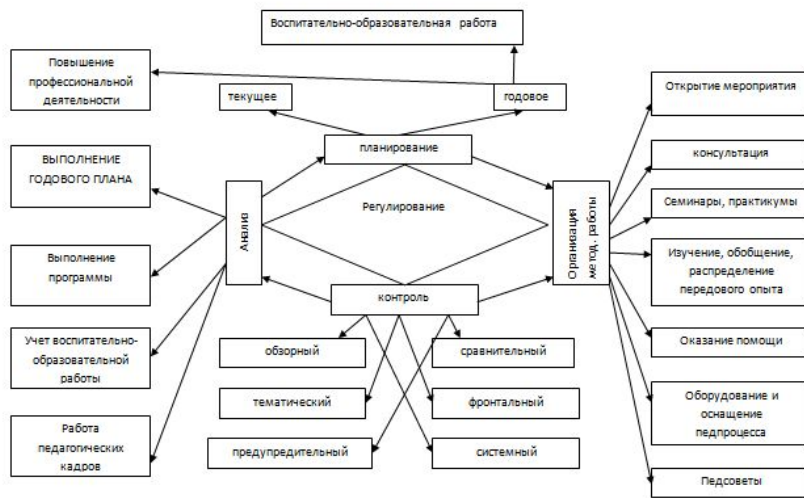 Воспитательно-образовательная работа
Повышение
профессиональной
деятельности
текущее
годовое
Открытие мероприятия
планирование
консультация
ВЫПОЛНЕНИЕ
ГОДОВОГО ПЛАНА
Анализ
Регулирование
Организация
метод. работы
Семинары, практикумы
Выполнение
программы
Изучение, обобщение,
распределение
передового опыта
контроль
Учет воспитательно-
образовательной
работы
обзорный
сравнительный
Оказание помощи
тематический
фронтальный
Оборудование и
оснащение
педпроцесса
Работа
педагогических
кадров
предупредительный
системный
Педсоветы